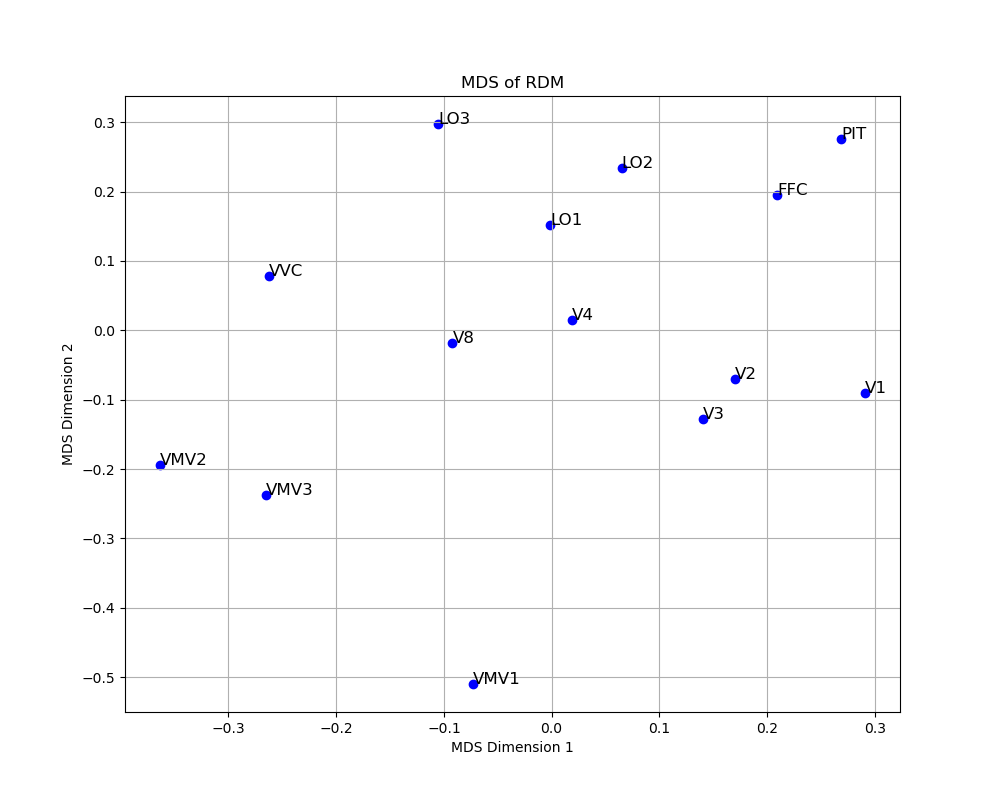 MDS of RDM
0.3
0.2
0.1
0.0
−0.1
−0.2
−0.3
−0.4
−0.5
MDS Dimension 2
LO3
PIT
LO2
FFC
LO1
VVC
V4
V8
V2
V1
V3
VMV2
VMV3
VMV1
−0.3 −0.2 −0.1 0.0 0.1 0.2 0.3
MDS Dimension 1